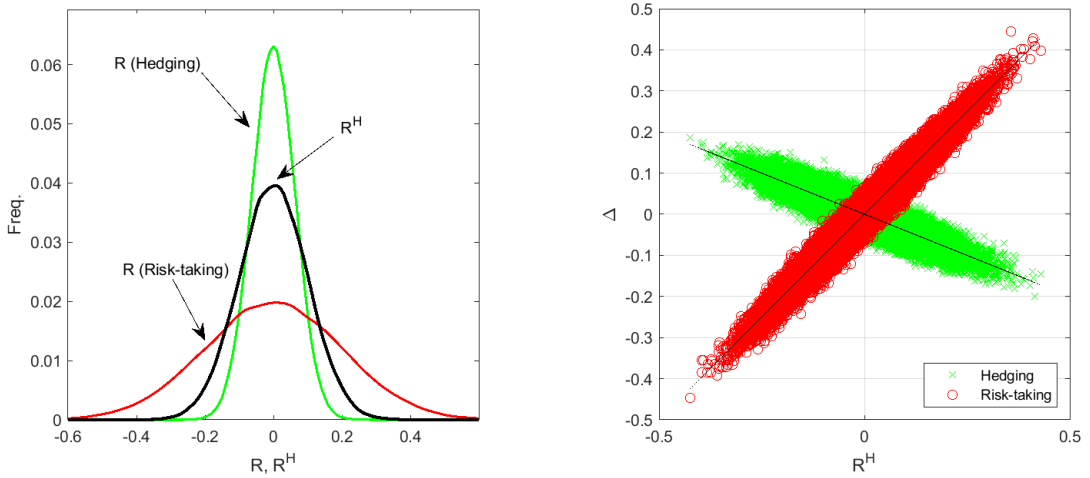 0.06
0.05
0.04
0.03
0.02
0.01
0
Freq.
R (Hedging)
R^H
R (Risk-taking)
-0.6 -0.4 -0.2 0 0.2 0.4
R, R^H
0.5
0.4
0.3
0.2
0.1
0
-0.1
-0.2
-0.3
-0.4
-0.5
Δ
Hedging
Risk-taking
-0.5 0 0.5
R^H